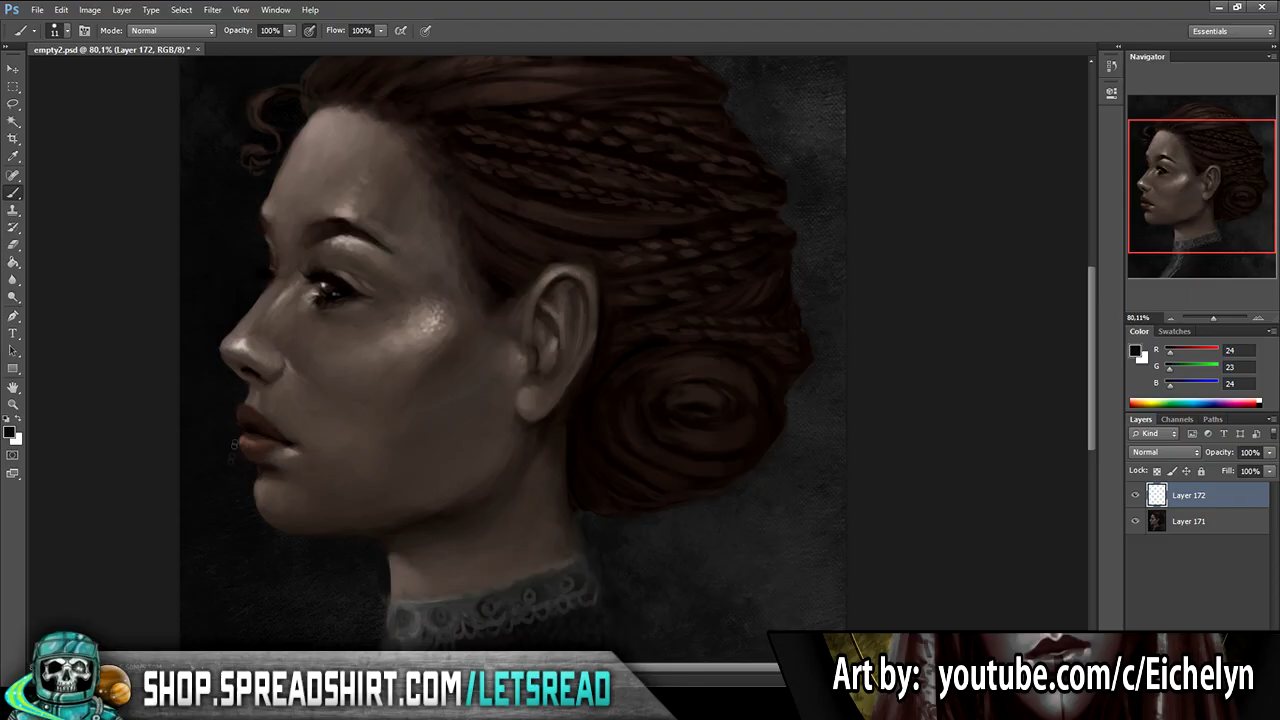 Ps File Edit Image Layer Type Select Filter View Window Help
11 Mode: Normal Opacity: 100% Flow: 100% Essentials
empty2.psd @ 80,1% (Layer 172, RGB/8) * ×
Navigator
80,11%
Color Swatches
R 24
G 23
B 24
Layers Channels Paths
Kind
Normal Opacity: 100%
Lock: Fill: 100%
Layer 172
Layer 171
SHOP.SPREADSHIRT.COM/LETSREAD
Art by: youtube.com/c/Eichelyn